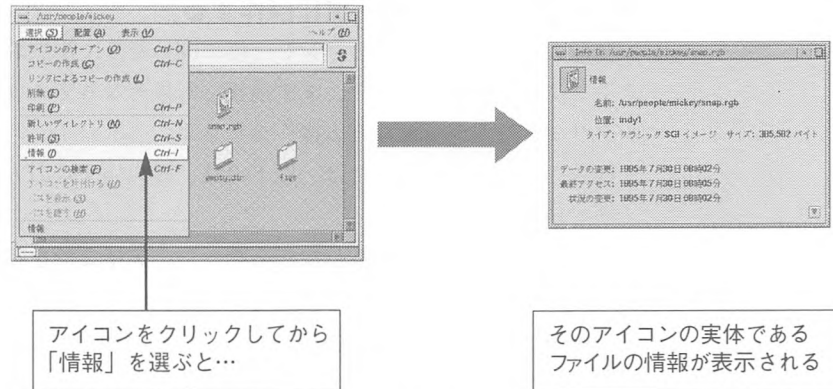 /usr/people/mickey
選択 (S) 配置 (A) 表示 (V) ヘルプ (H)
アイコンのオープン (O) Ctrl-O
コピーの作成 (C) Ctrl-C
リンクによるコピーの作成 (L)
削除 (E)
印刷 (P) Ctrl-P
新しいディレクトリ (N) Ctrl-N
許可 (S) Ctrl-S
情報 (I) Ctrl-I
アイコンの検索 (F) Ctrl-F
情報
snap.rgb
empty.dir
figs
Info In /usr/people/mickey/snap.rgb
情報
名前: /usr/people/mickey/snap.rgb
位置: indy1
タイプ: クラシック SGI イメージ サイズ: 385,502 バイト
データの変更: 1995年 7月30日 08時02分
最終アクセス: 1995年 7月30日 08時05分
状況の変更: 1995年 7月30日 08時02分
アイコンをクリックしてから
「情報」を選ぶと…
そのアイコンの実体である
ファイルの情報が表示される